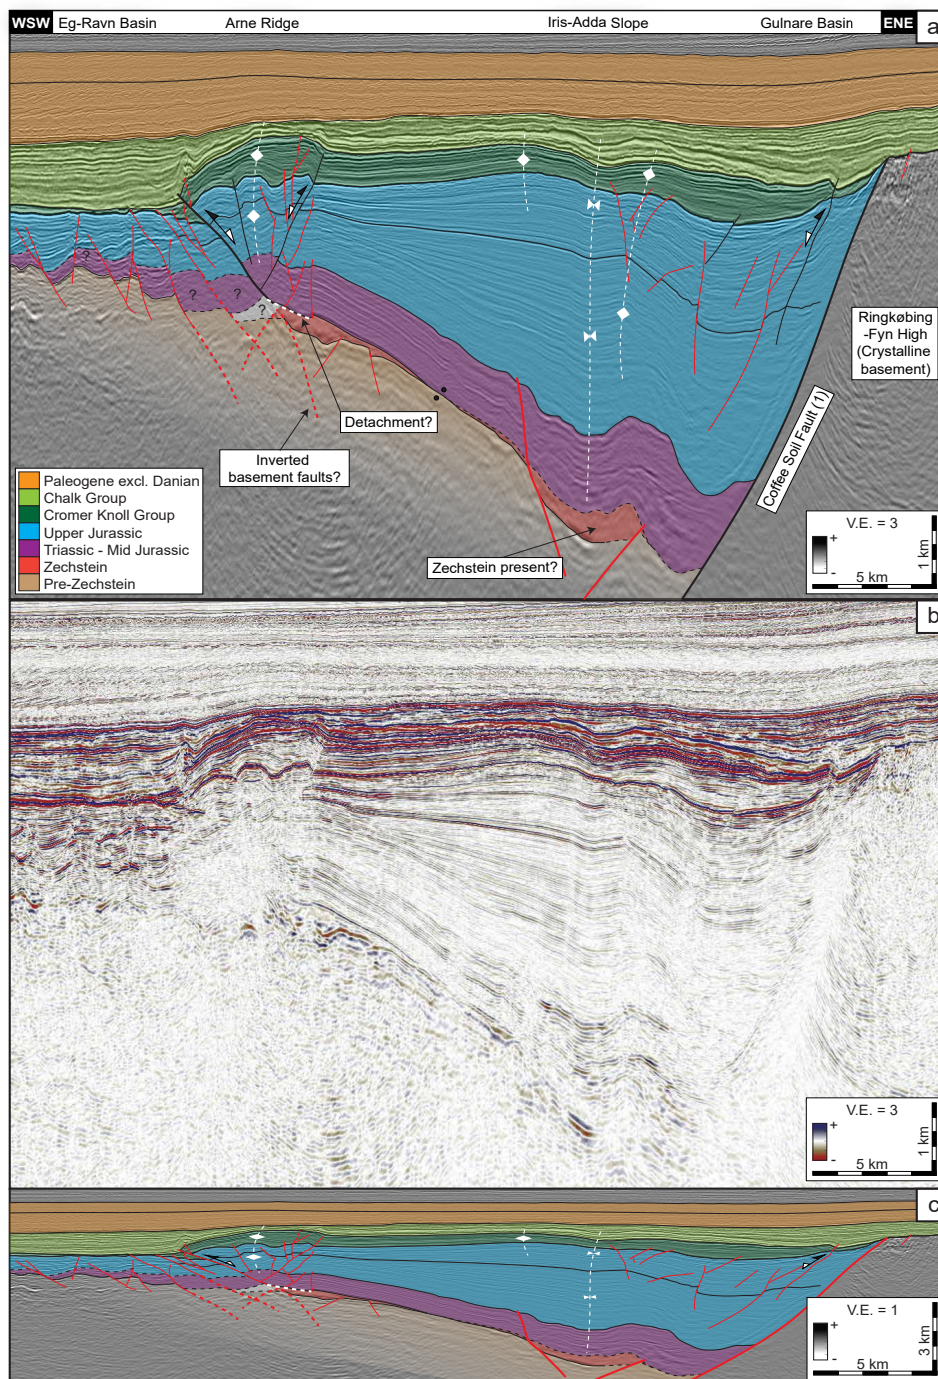 WSW Eg-Ravn Basin Arne Ridge Iris-Adda Slope Gulnare Basin ENE a
?
?
?
?
Ringkøbing
-Fyn High
(Crystalline
basement)
Detachment?
Inverted
basement faults?
Coffee Soil Fault (1)
Zechstein present?
Paleogene excl. Danian
Chalk Group
Cromer Knoll Group
Upper Jurassic
Triassic - Mid Jurassic
Zechstein
Pre-Zechstein
V.E. = 3
+
-
5 km
1 km
b
V.E. = 3
+
-
5 km
1 km
c
V.E. = 1
+
-
5 km
3 km